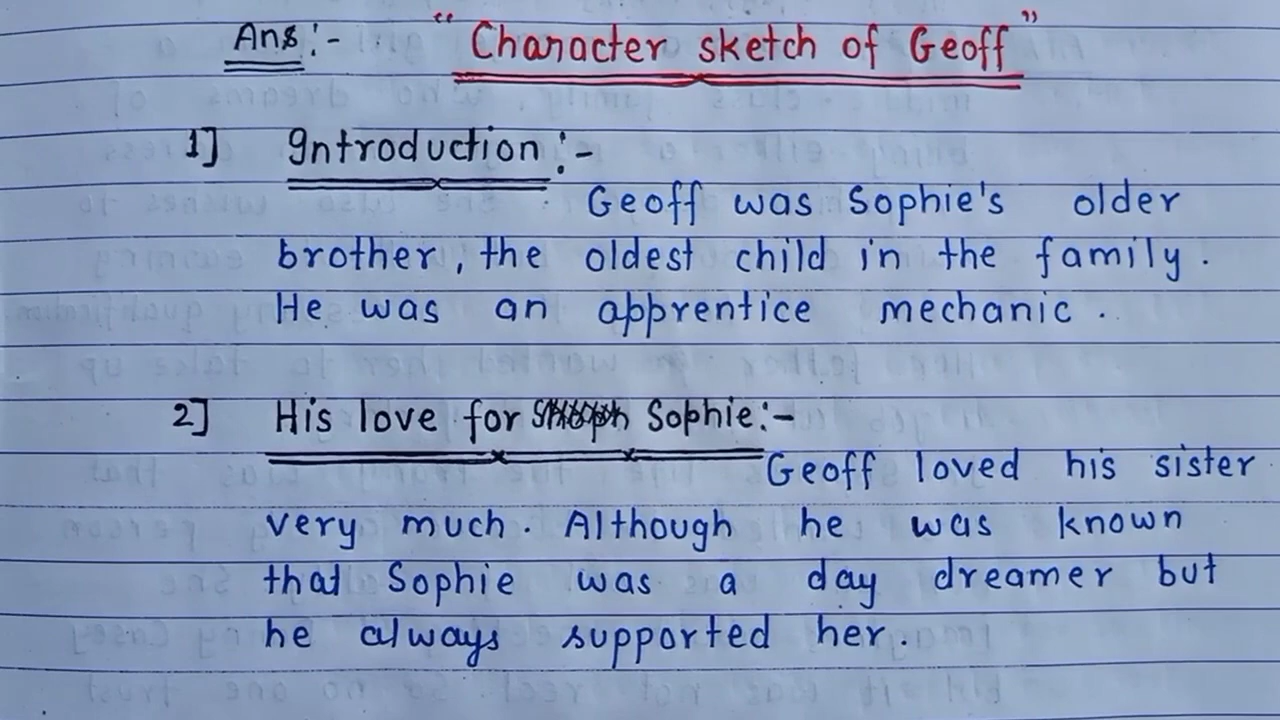 Ans:- "Character sketch of Geoff"
1] Introduction:-
Geoff was Sophie's older
brother, the oldest child in the family.
He was an apprentice mechanic.
2] His love for Sophie:-
Geoff loved his sister
very much. Although he was known
that Sophie was a day dreamer but
he always supported her.